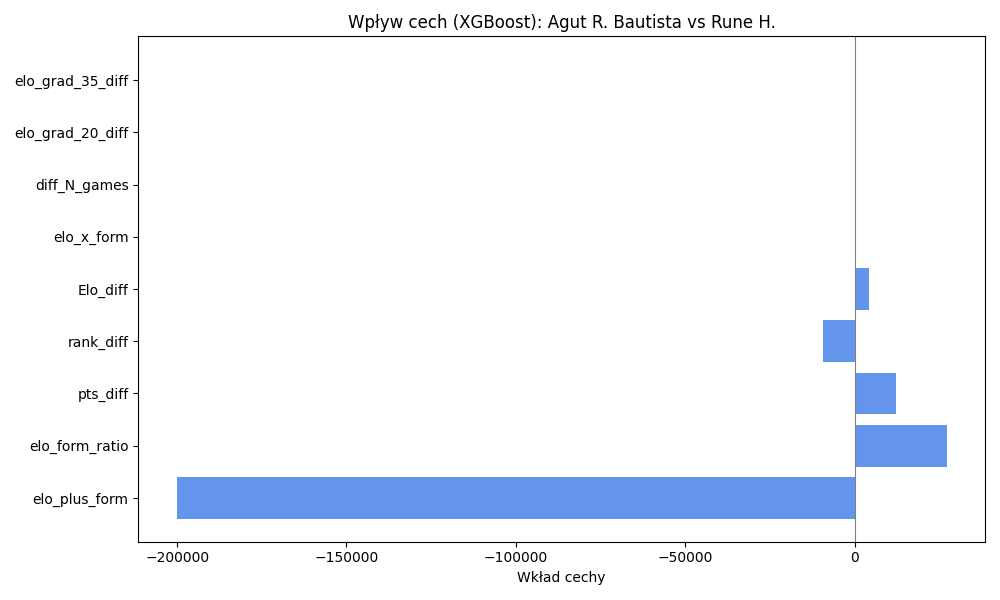 Wpływ cech (XGBoost): Agut R. Bautista vs Rune H.
elo_grad_35_diff
elo_grad_20_diff
diff_N_games
elo_x_form
Elo_diff
rank_diff
pts_diff
elo_form_ratio
elo_plus_form
−200000 −150000 −100000 −50000 0
Wkład cechy